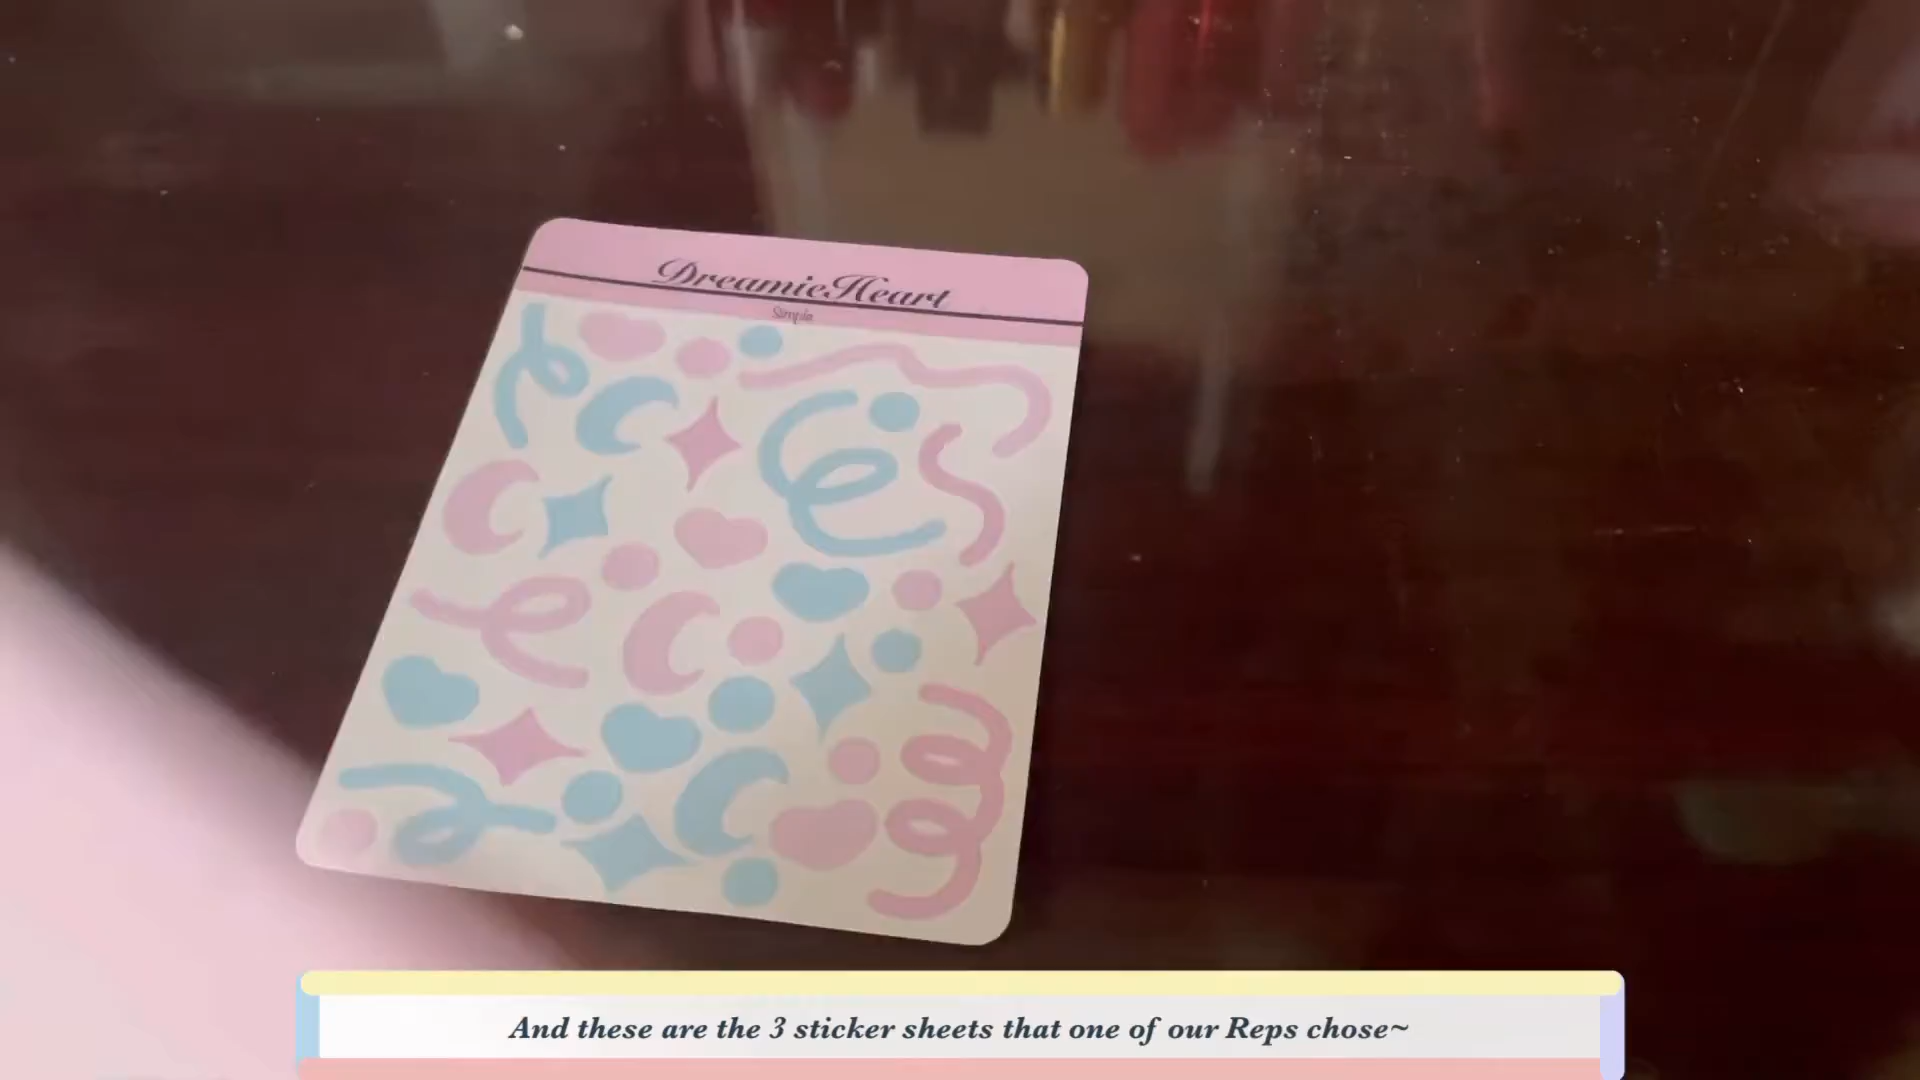 DreamieHeart
Simple
And these are the 3 sticker sheets that one of our Reps chose~